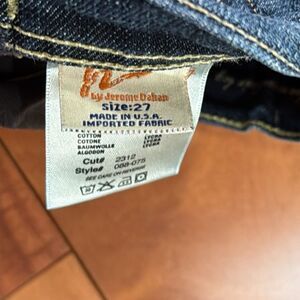 by Jerome Dahan
size:27
MADE IN U.S.A.
IMPORTED FABRIC
COTTON LYCRA
COTONE LYCRA
BAUMWOLLE LYCRA
ALGODON LYCRA
Cut# 2312
Style# 088-075
SEE CARE ON REVERSE